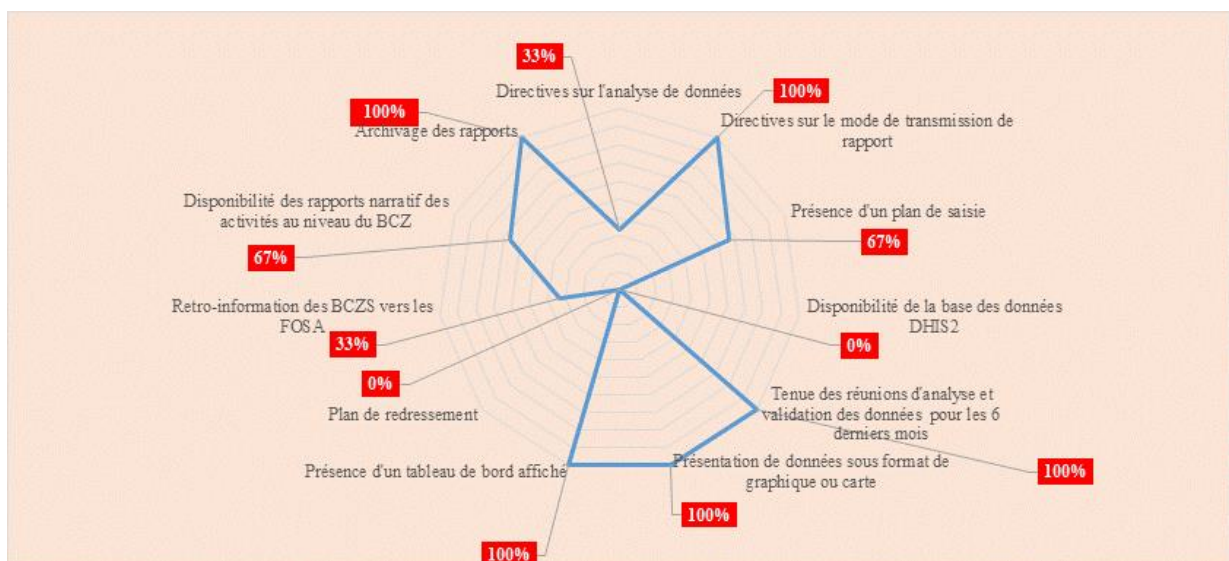 33%
Directives sur l'analyse de données
100%
Directives sur le mode de transmission de
rapport
100%
Archivage des rapports
Présence d'un plan de saisie
67%
Disponibilité des rapports narratif des
activités au niveau du BCZ
67%
Disponibilité de la base des données
DHIS2
0%
Retro-information des BCZS vers les
FOSA
33%
0%
Plan de redressement
Tenue des réunions d'analyse et
validation des données pour les 6
derniers mois
100%
Présentation de données sous format de
graphique ou carte
100%
Présence d'un tableau de bord affiché
100%